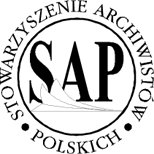 STOWARZYSZENIE ARCHIWISTÓW
SAP
• POLSKICH •